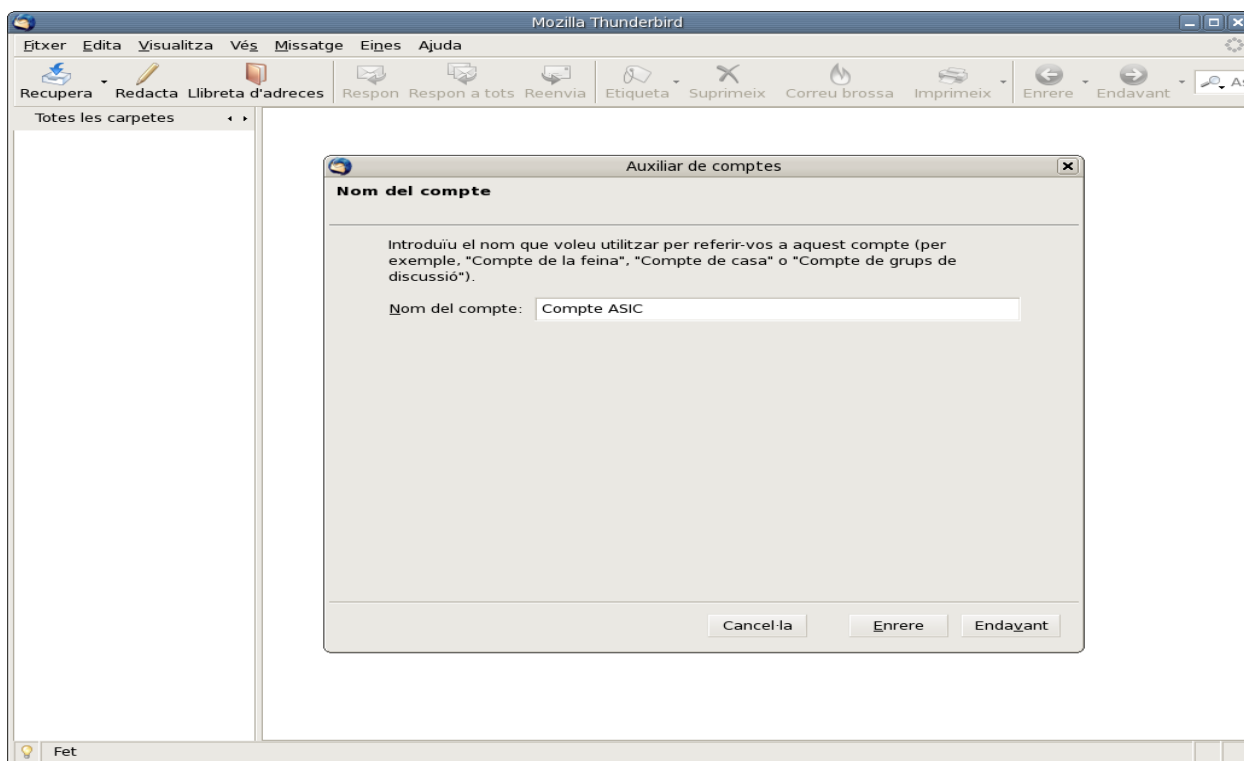 Mozilla Thunderbird
Fitxer Edita Visualitza Vés Missatge Eines Ajuda
Recupera Redacta Llibreta d'adreces Respon Respon a tots Reenvia Etiqueta Suprimeix Correu brossa Imprimeix Enrere Endavant
Totes les carpetes
Auxiliar de comptes
Nom del compte
Introduïu el nom que voleu utilitzar per referir-vos a aquest compte (per
exemple, "Compte de la feina", "Compte de casa" o "Compte de grups de
discussió").
Nom del compte: Compte ASIC
Cancel·la Enrere Endavant
Fet